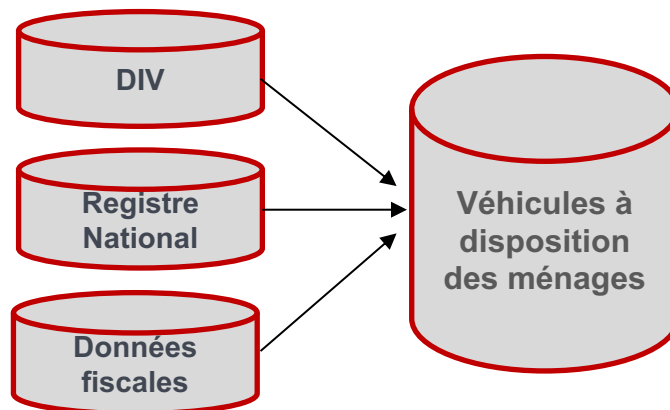 DIV
Registre
National
Données
fiscales
Véhicules à
disposition
des ménages